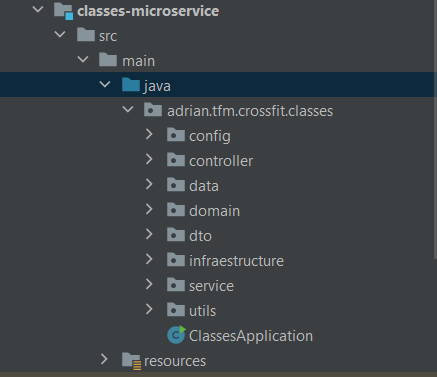 classes-microservice
src
main
java
adrian.tfm.crossfit.classes
config
controller
data
domain
dto
infraestructure
service
utils
ClassesApplication
resources